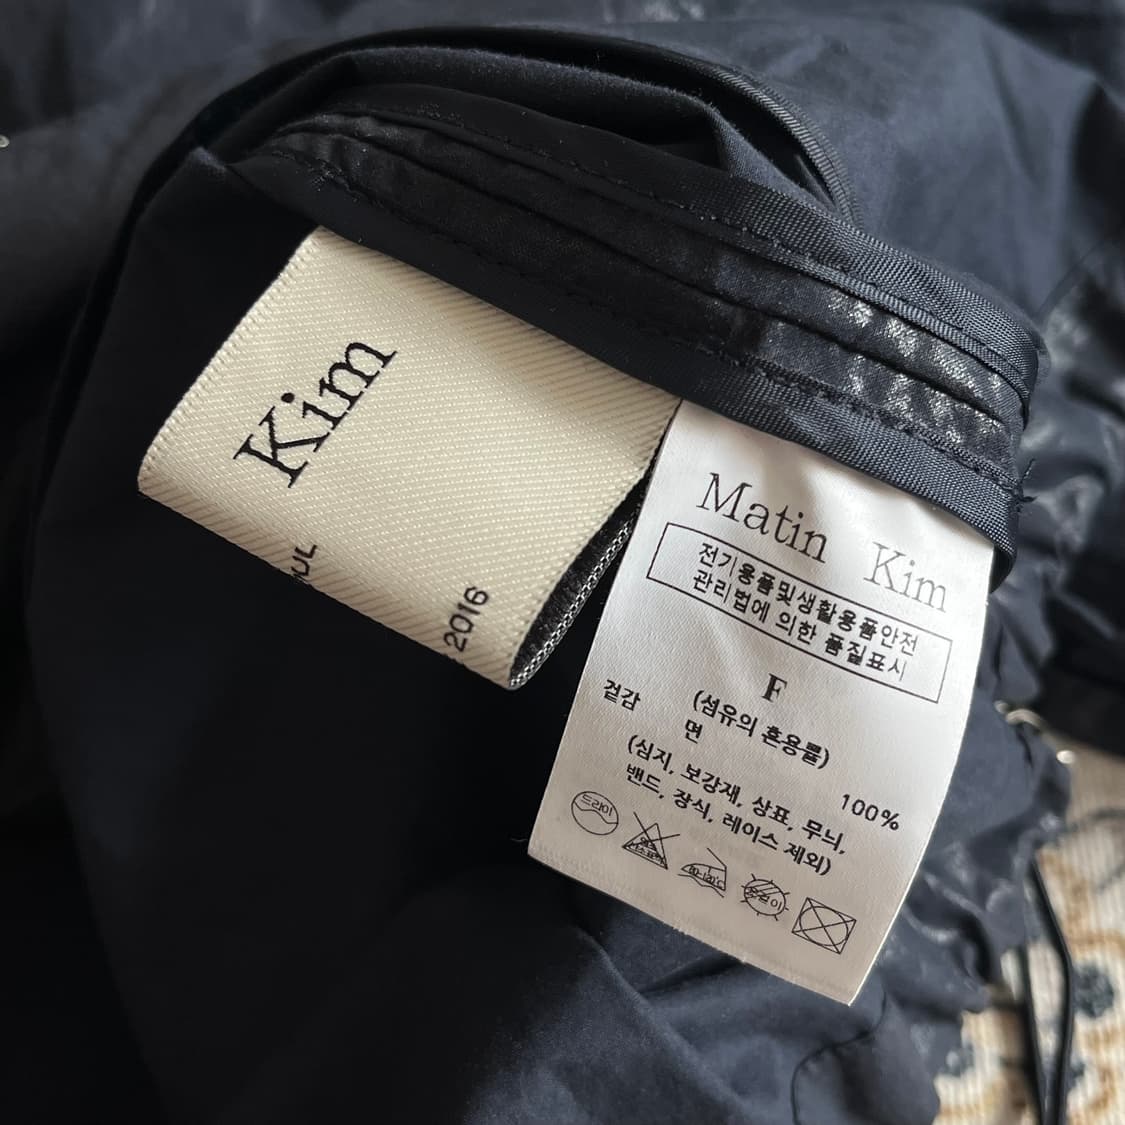 Kim
2016
Matin Kim
전기용품및생활용품안전
관리법에 의한 품질표시
F
(섬유의 혼용률)
겉감 면 100%
(심지, 보강재, 상표, 무늬,
밴드, 장식, 레이스 제외)
드라이
80-120°C